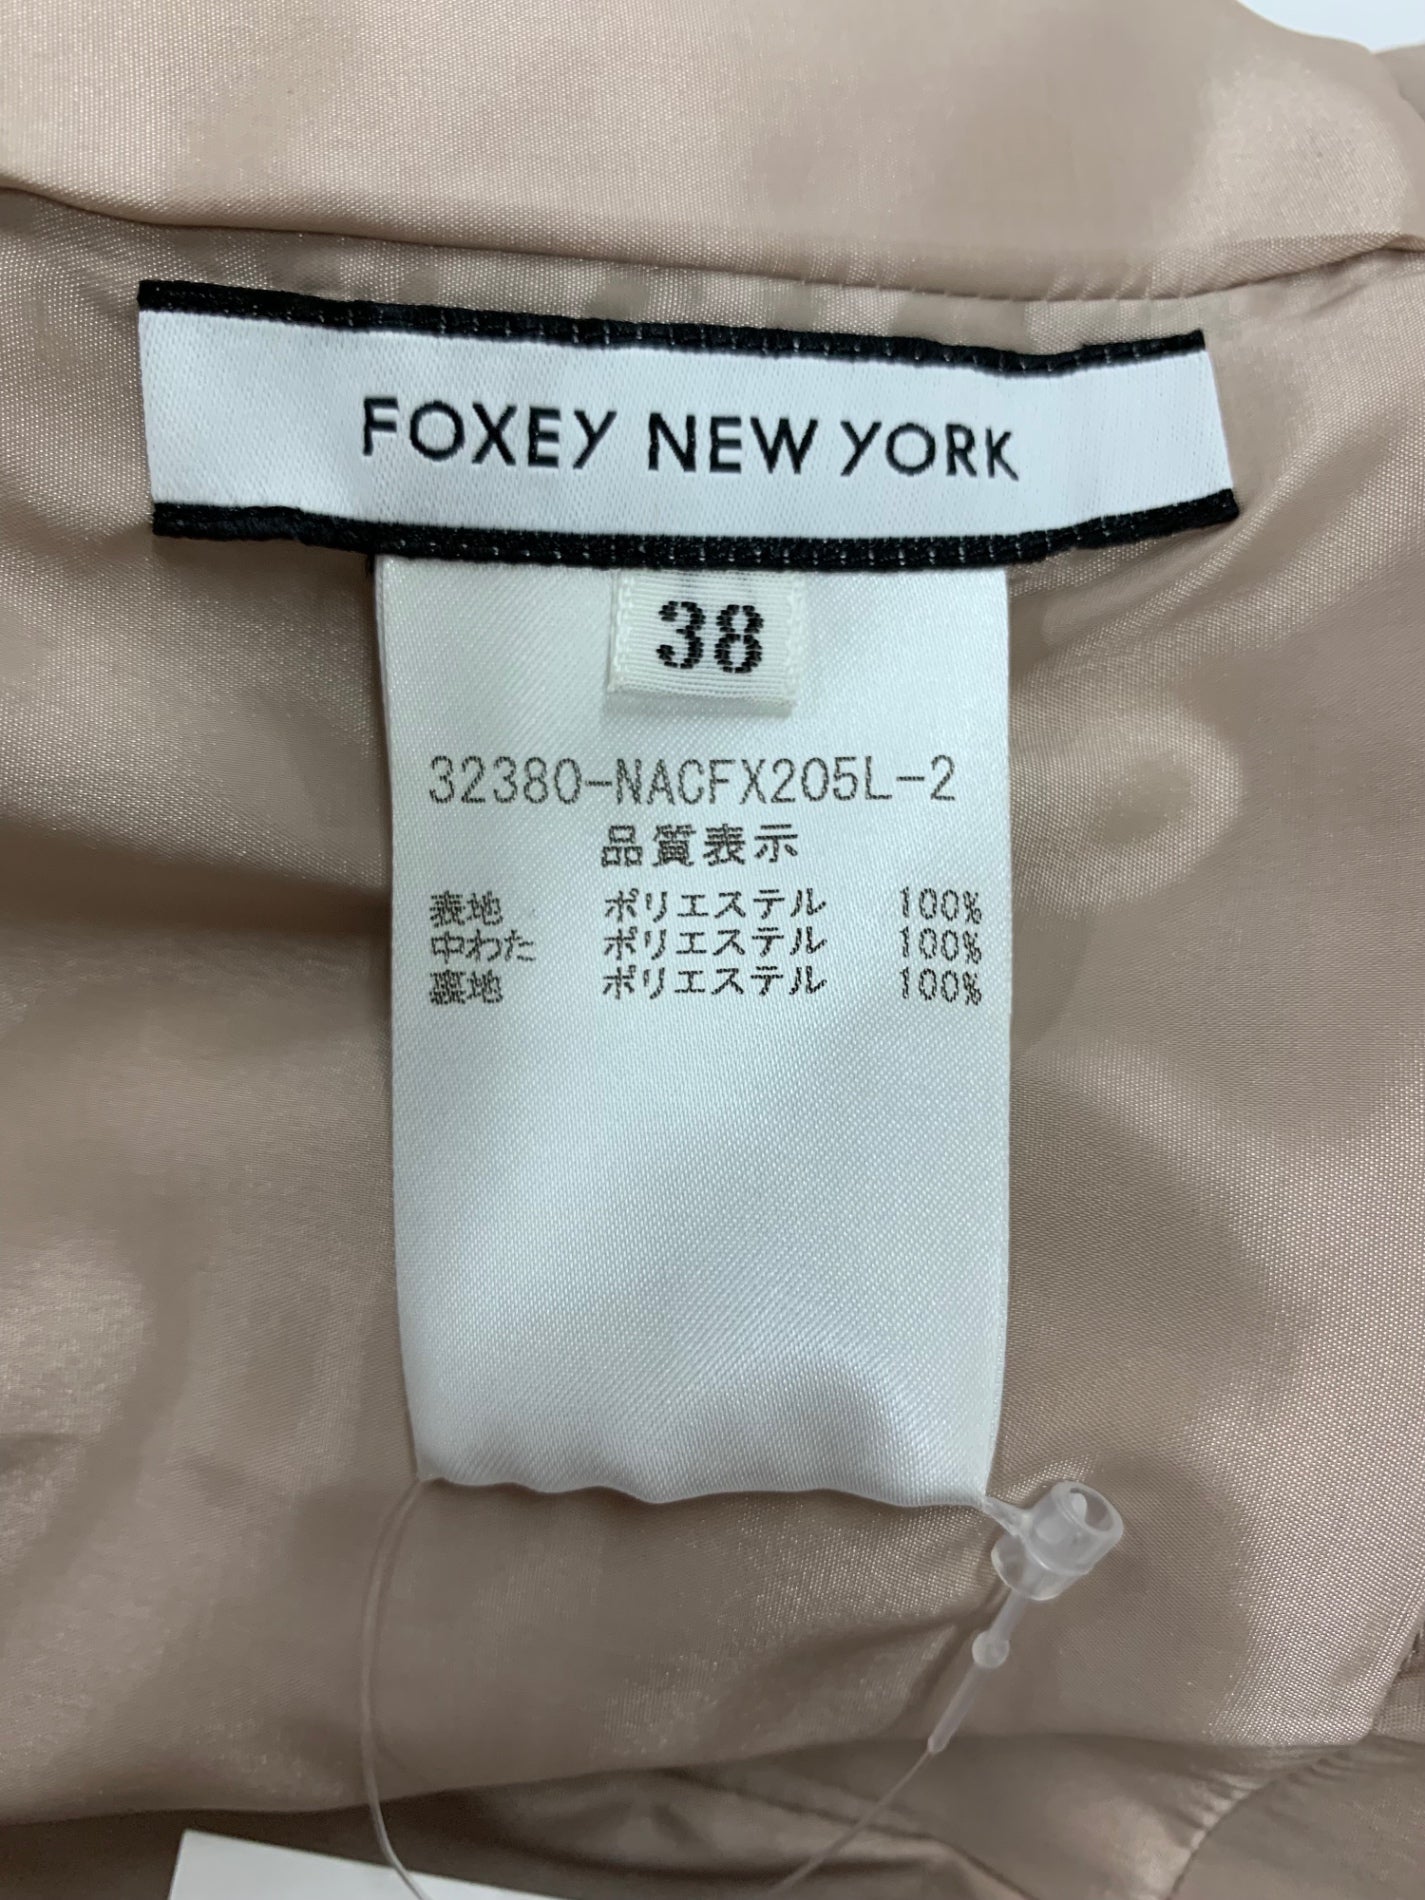 FOXEY NEW YORK
38
32380-NACFX205L-2
品質表示
表地 ポリエステル 100%
中わた ポリエステル 100%
裏地 ポリエステル 100%